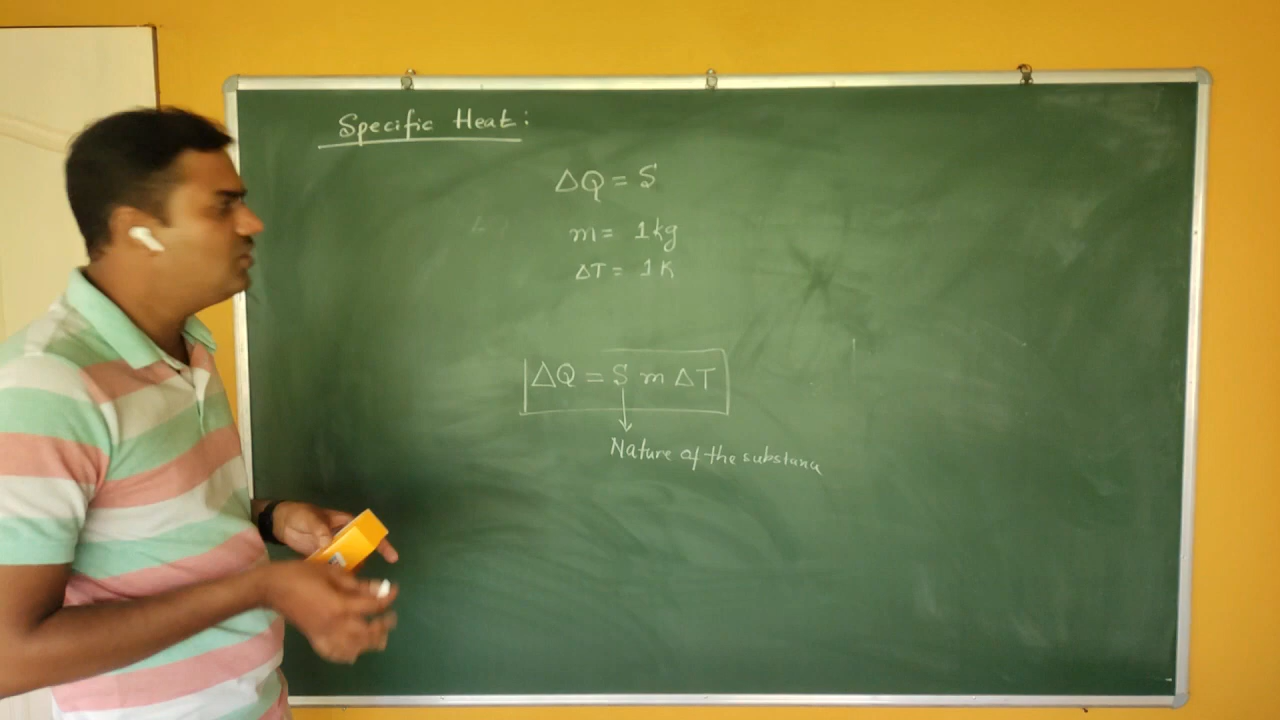 Specific Heat:
ΔQ = S
m = 1kg
ΔT = 1K
ΔQ = S m ΔT
Nature of the substance